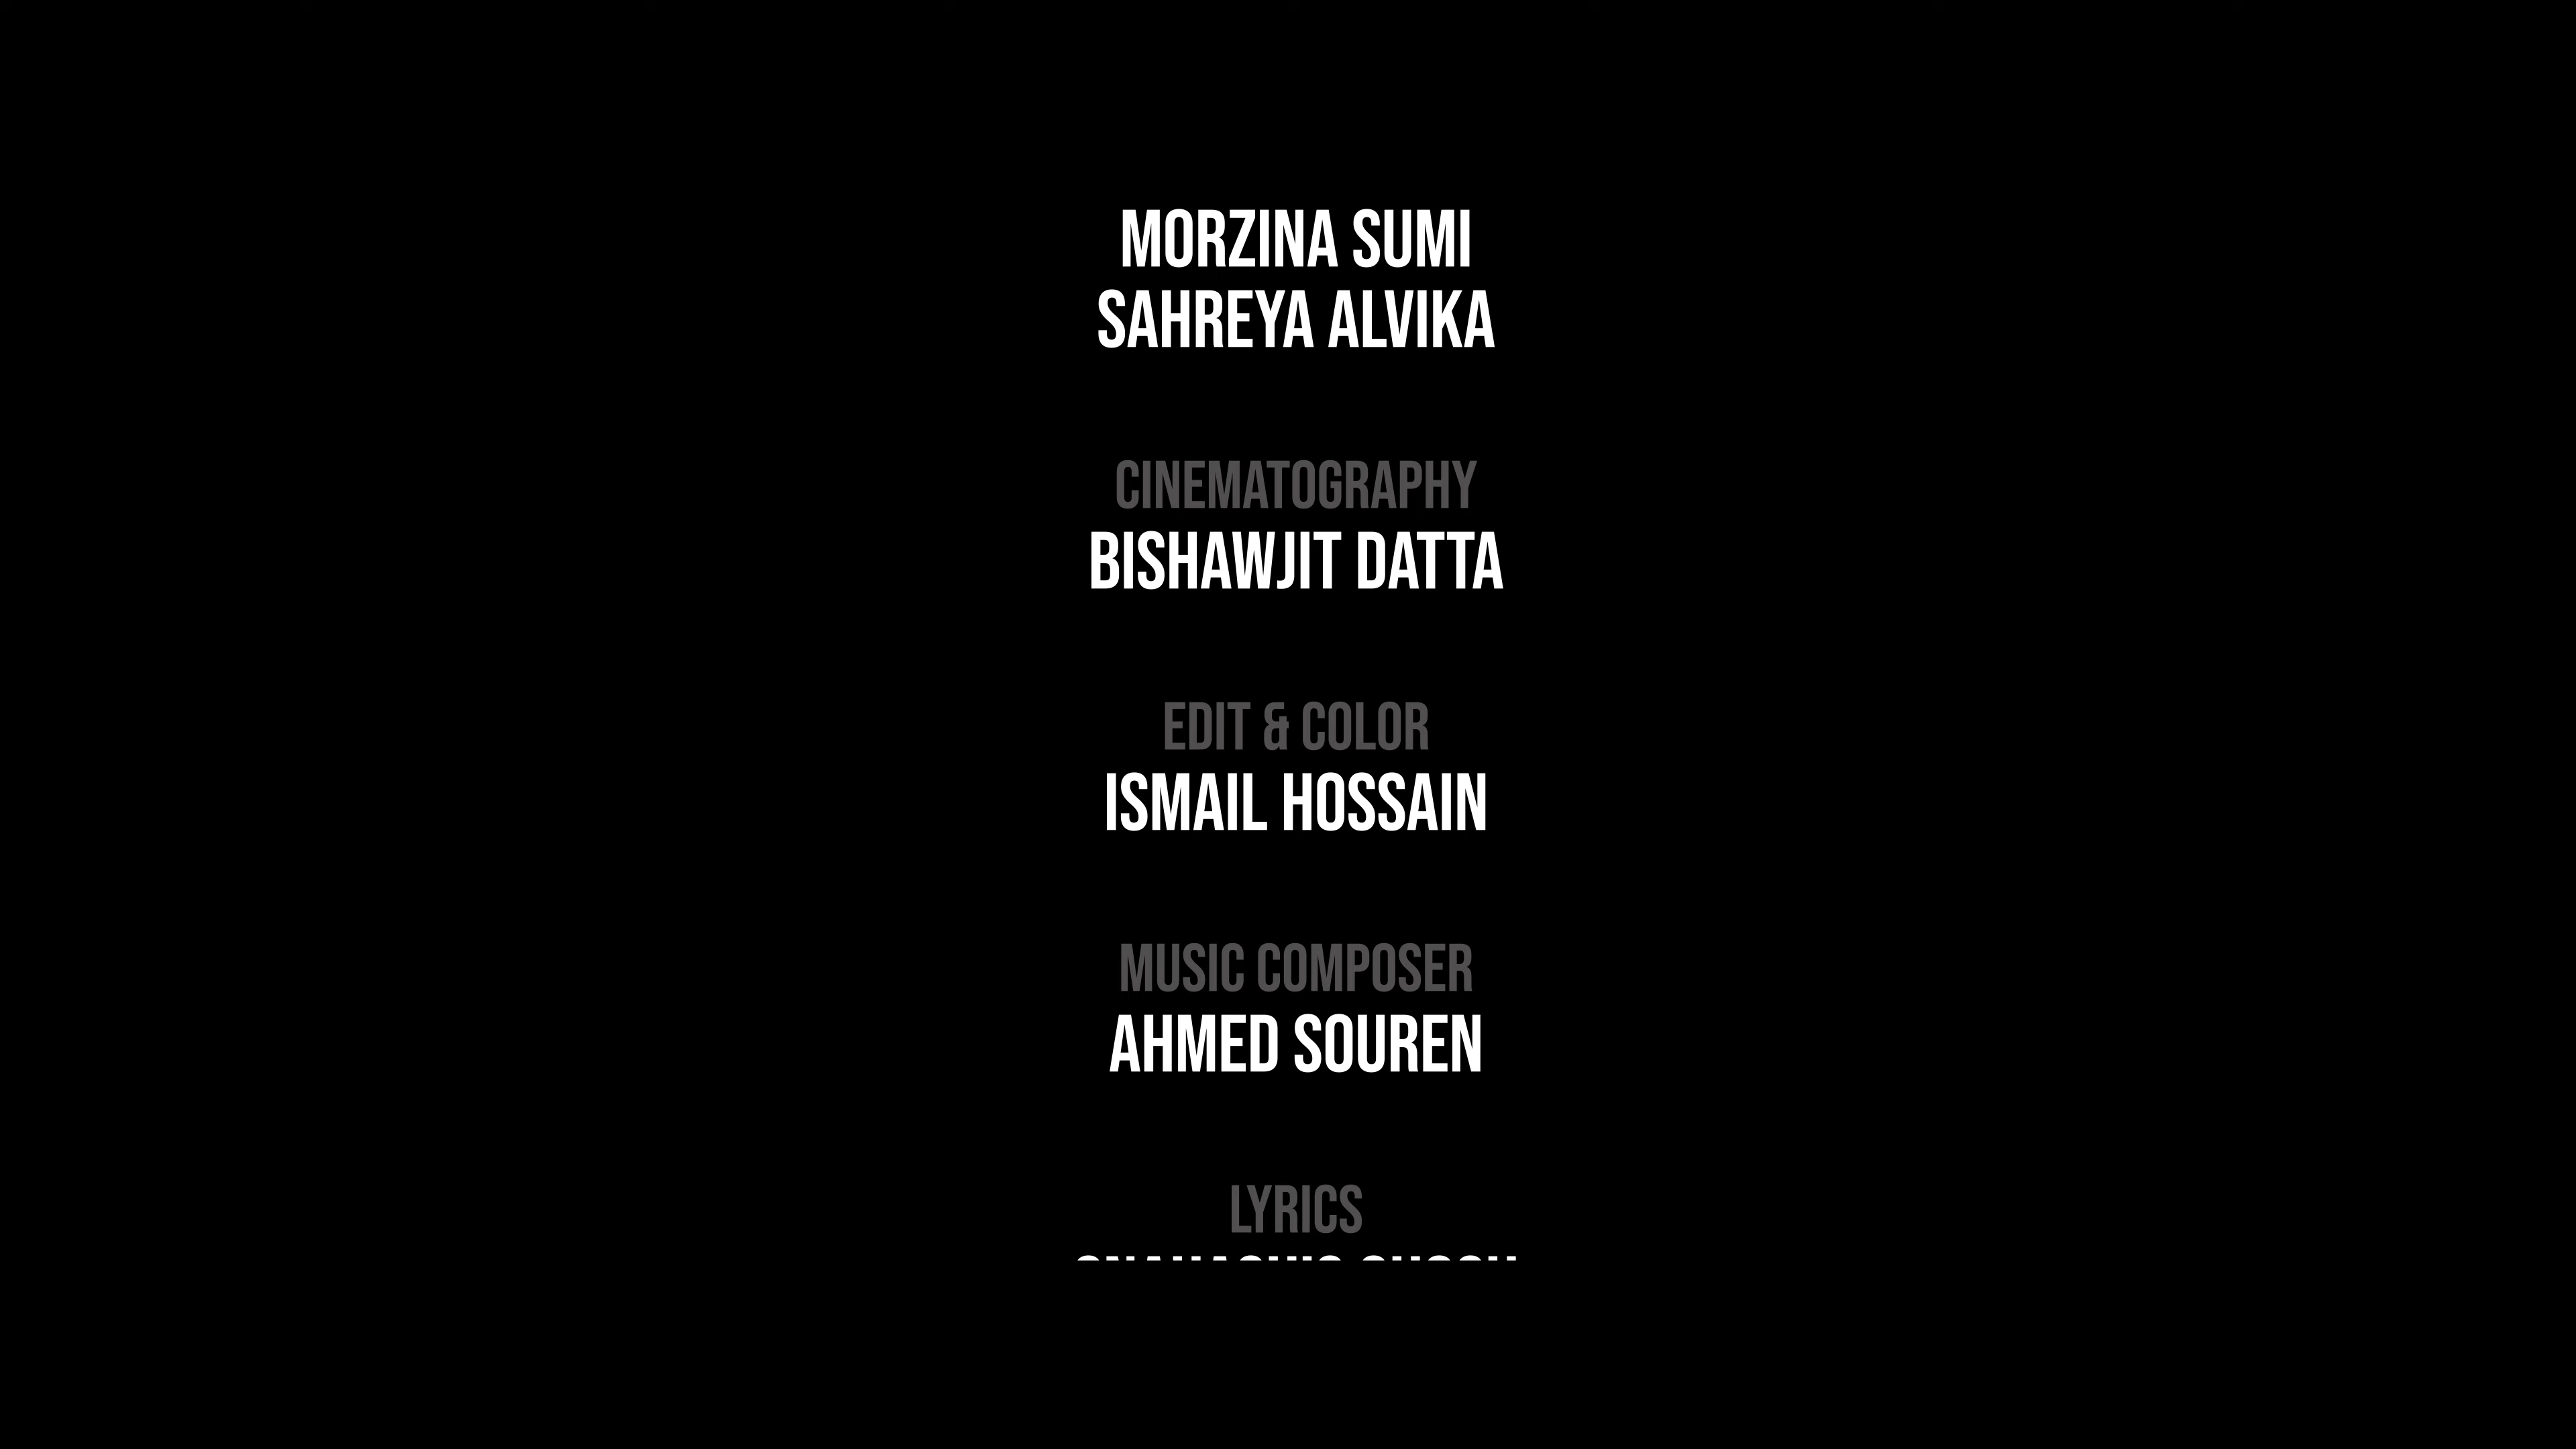 MORZINA SUMI
SAHREYA ALVIKA
CINEMATOGRAPHY
BISHAWJIT DATTA
EDIT & COLOR
ISMAIL HOSSAIN
MUSIC COMPOSER
AHMED SOUREN
LYRICS